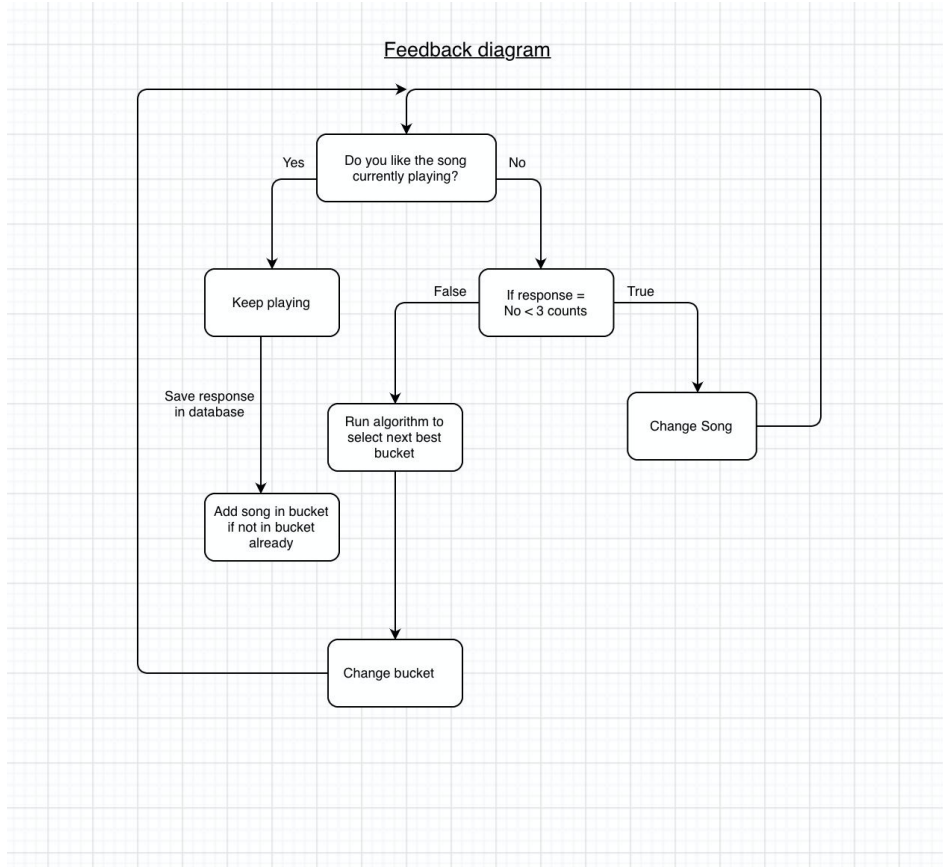 Feedback diagram
Do you like the song
currently playing?
Yes
No
Keep playing
False
If response =
No < 3 counts
True
Save response
in database
Run algorithm to
select next best
bucket
Change Song
Add song in bucket
if not in bucket
already
Change bucket